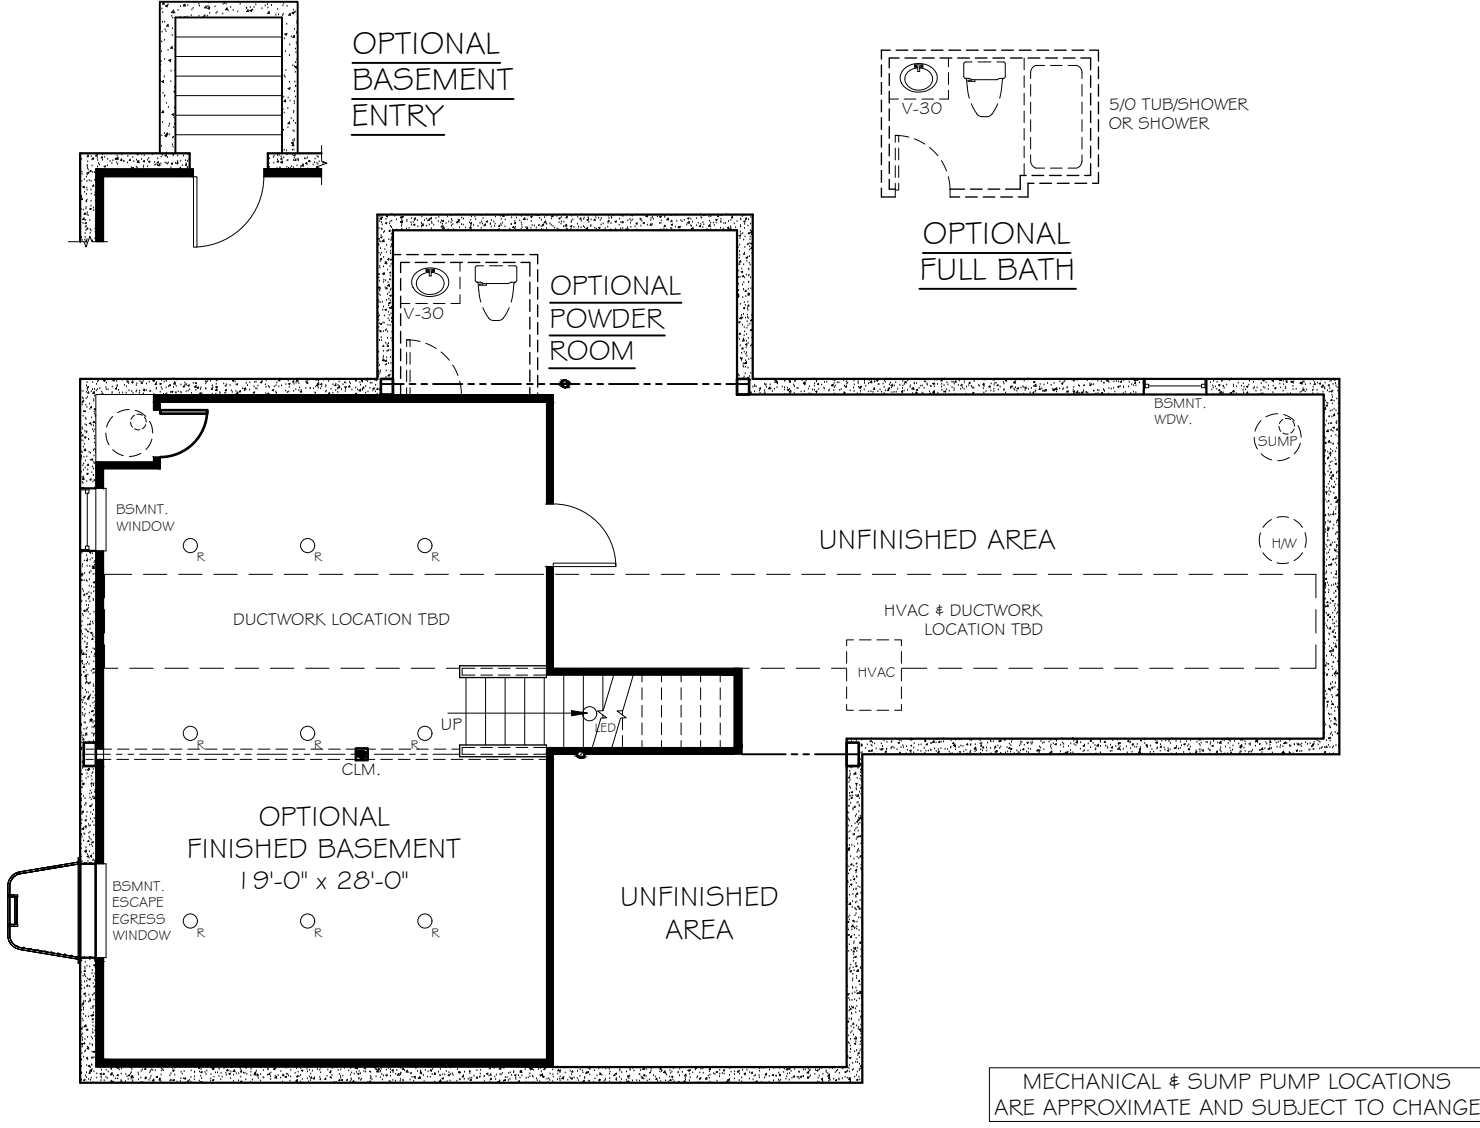 OPTIONAL
BASEMENT
ENTRY
V-30
5/0 TUB/SHOWER
OR SHOWER
OPTIONAL
FULL BATH
V-30
OPTIONAL
POWDER
ROOM
BSMNT.
WDW.
SUMP
BSMNT.
WINDOW
R
R
R
UNFINISHED AREA
H/W
DUCTWORK LOCATION TBD
HVAC & DUCTWORK
LOCATION TBD
HVAC
UP
LED
R
R
R
CLM.
OPTIONAL
FINISHED BASEMENT
19'-0" x 28'-0"
BSMNT.
ESCAPE
EGRESS
WINDOW
R
R
R
UNFINISHED
AREA
MECHANICAL & SUMP PUMP LOCATIONS
ARE APPROXIMATE AND SUBJECT TO CHANGE